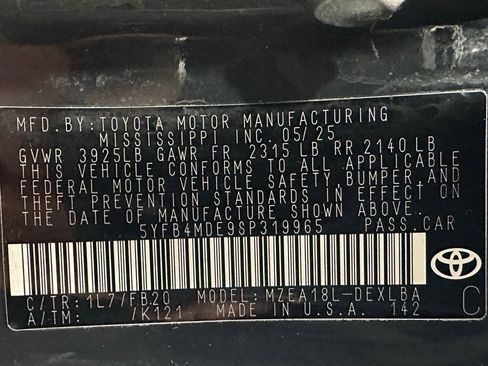 MFD.BY:TOYOTA MOTOR MANUFACTURING
MISSISSIPPI INC. 05/25
GVWR 3925LB GAWR FR 2315 LB RR 2140 LB
THIS VEHICLE CONFORMS TO ALL APPLICABLE
FEDERAL MOTOR VEHICLE SAFETY, BUMPER, AND
THEFT PREVENTION STANDARDS IN EFFECT ON
THE DATE OF MANUFACTURE SHOWN ABOVE.
5YFB4MDE9SP319965 PASS.CAR
C/TR:1L7/FB20 MODEL:MZEA18L-DEXLBA
A/TM: /K121 MADE IN U.S.A. 142 C